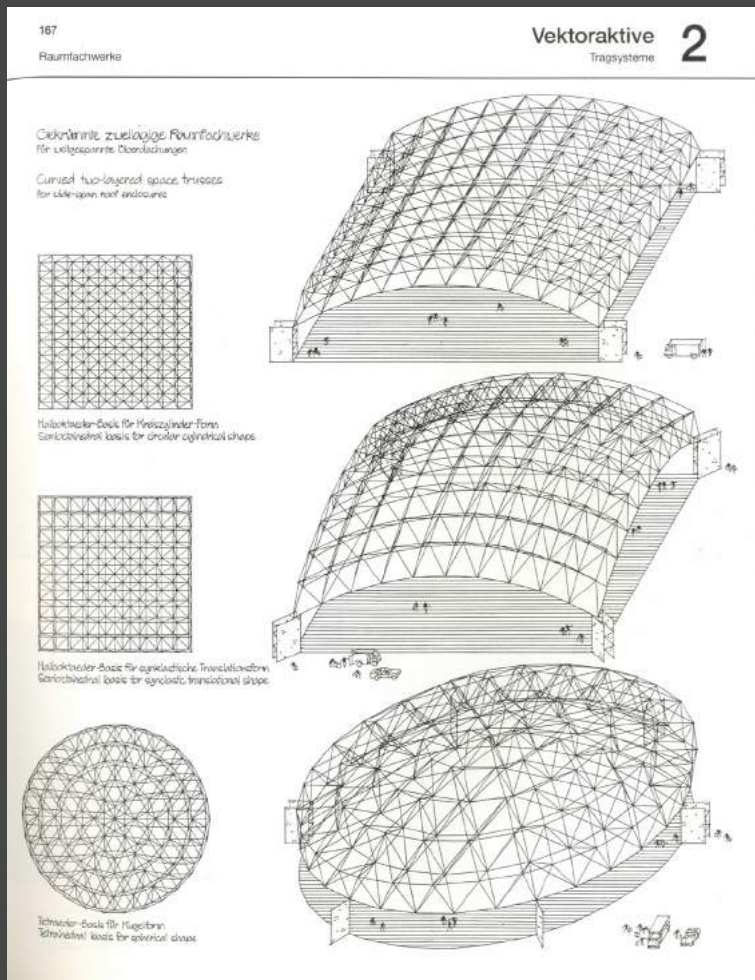 167
Raumfachwerke
Vektoraktive
Tragsysteme
2
Gekrümmte zweilagige Raumfachwerke
für weitgespannte Überdachungen
Curved two-layered space trusses
for wide-span roof enclosures
Halboktaeder-Basis für Kreiszylinder-Form
Semioctahedral basis for circular cylindrical shape
Halboktaeder-Basis für synklastische Translationsform
Semioctahedral basis for synclastic translational shape
Tetraeder-Basis für Kugelform
Tetrahedral basis for spherical shape